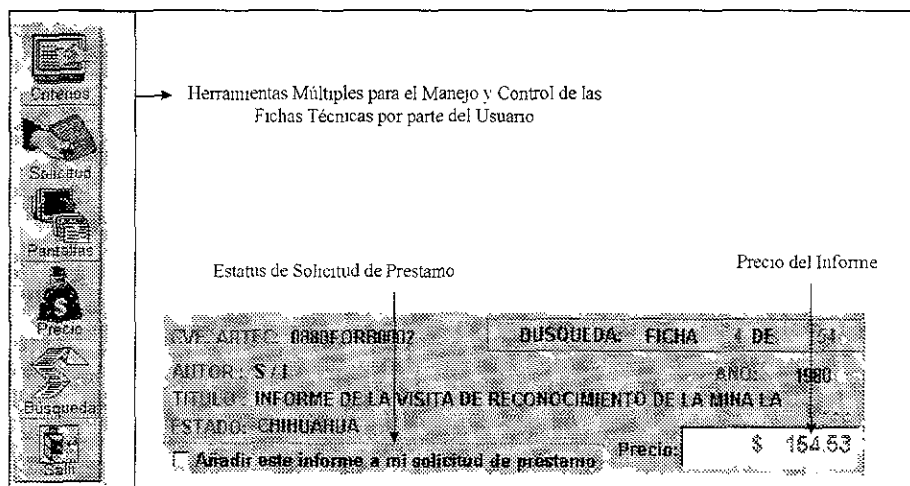 Criterios
Solicitud
Pantallas
Precio
Búsqueda
Salir
Herramientas Múltiples para el Manejo y Control de las
Fichas Técnicas por parte del Usuario
Estatus de Solicitud de Prestamo
Precio del Informe
BUSQUEDA: FICHA 4 DE
AUTOR: S / I AÑO: 1980
TITULO: INFORME DE LA VISITA DE RECONOCIMIENTO DE LA MINA LA
ESTADO: CHIHUAHUA
Añadir este informe a mi solicitud de préstamo
Precio: $ 154.53